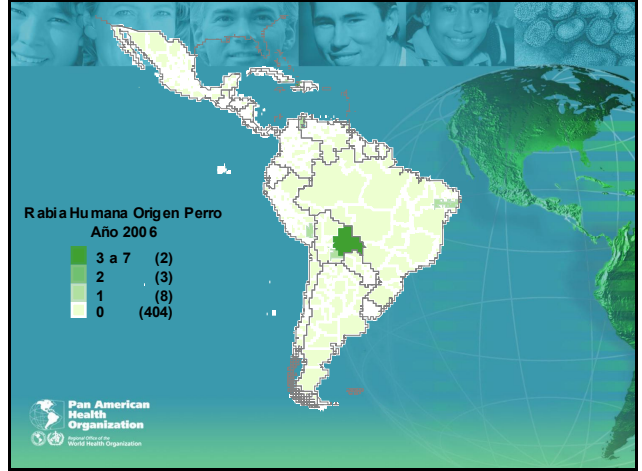 Rabia Humana Origen Perro
Año 2006
3 a 7 (2)
2 (3)
1 (8)
0 (404)
Pan American
Health
Organization
Regional Office of the
World Health Organization